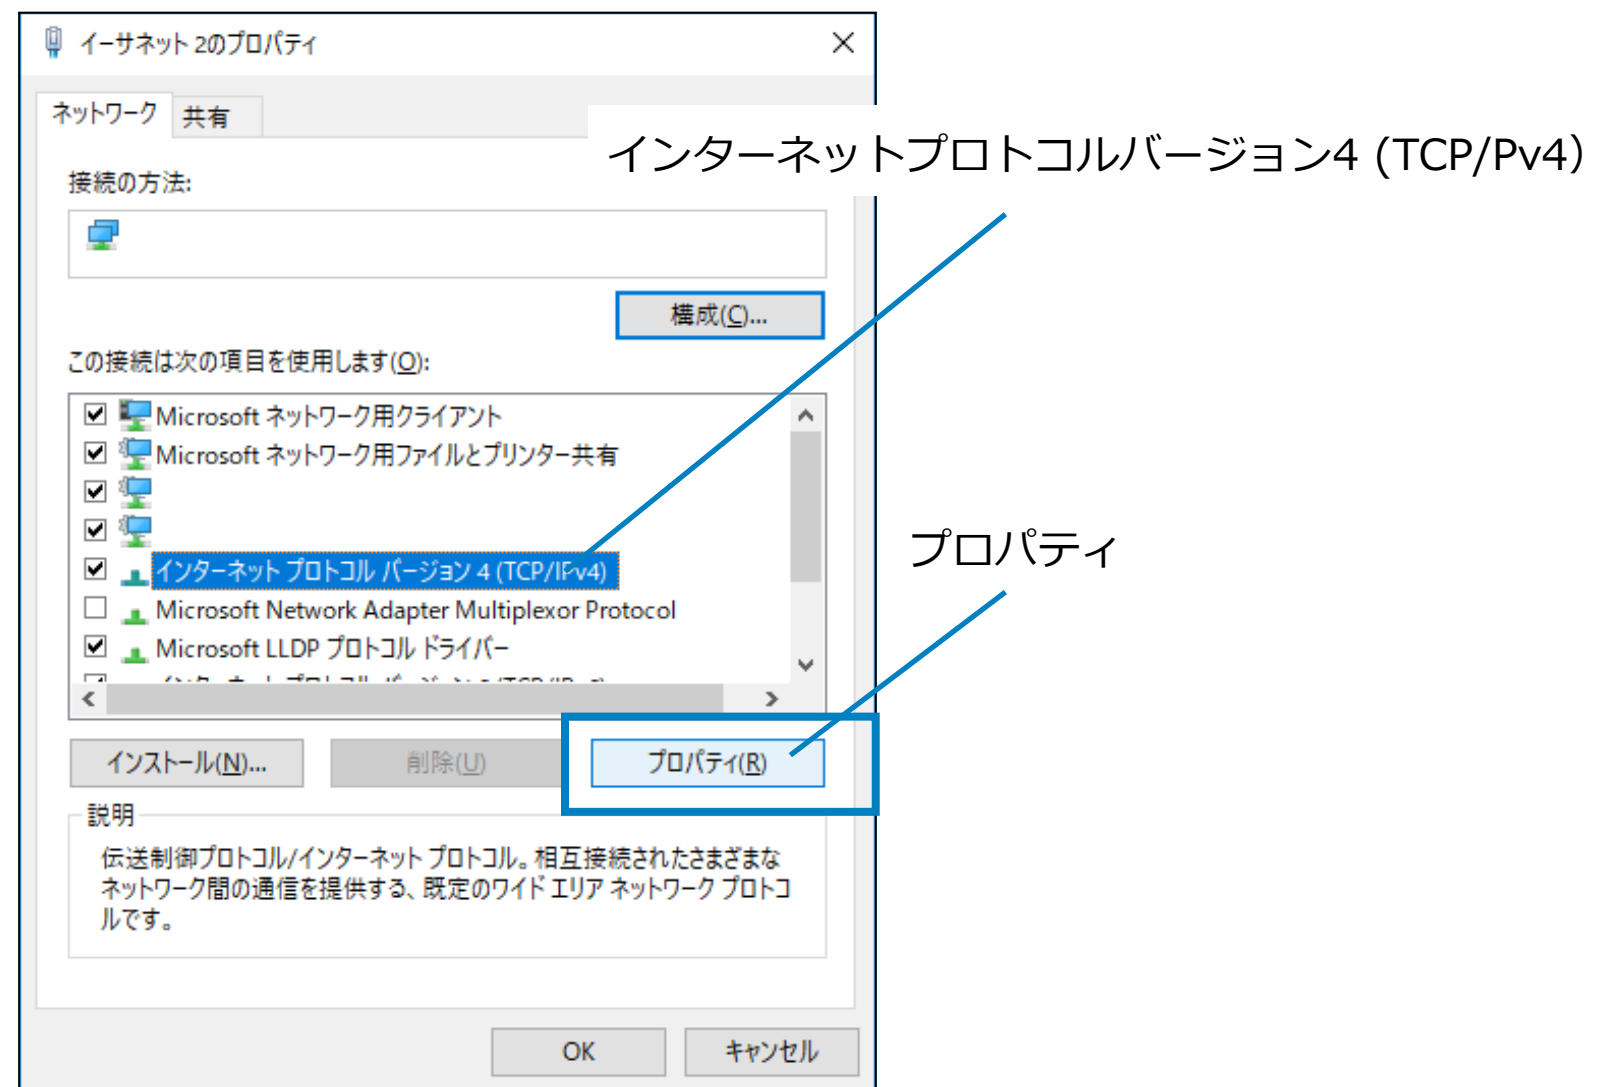 イーサネット 2のプロパティ
ネットワーク 共有
インターネットプロトコルバージョン4 (TCP/Pv4)
接続の方法:
構成(C)...
この接続は次の項目を使用します(O):
Microsoft ネットワーク用クライアント
Microsoft ネットワーク用ファイルとプリンター共有
インターネット プロトコル バージョン 4 (TCP/IPv4)
プロパティ
Microsoft Network Adapter Multiplexor Protocol
Microsoft LLDP プロトコル ドライバー
インストール(N)... 削除(U) プロパティ(R)
説明
伝送制御プロトコル/インターネット プロトコル。相互接続されたさまざまな
ネットワーク間の通信を提供する、既定のワイド エリア ネットワーク プロトコ
ルです。
OK キャンセル